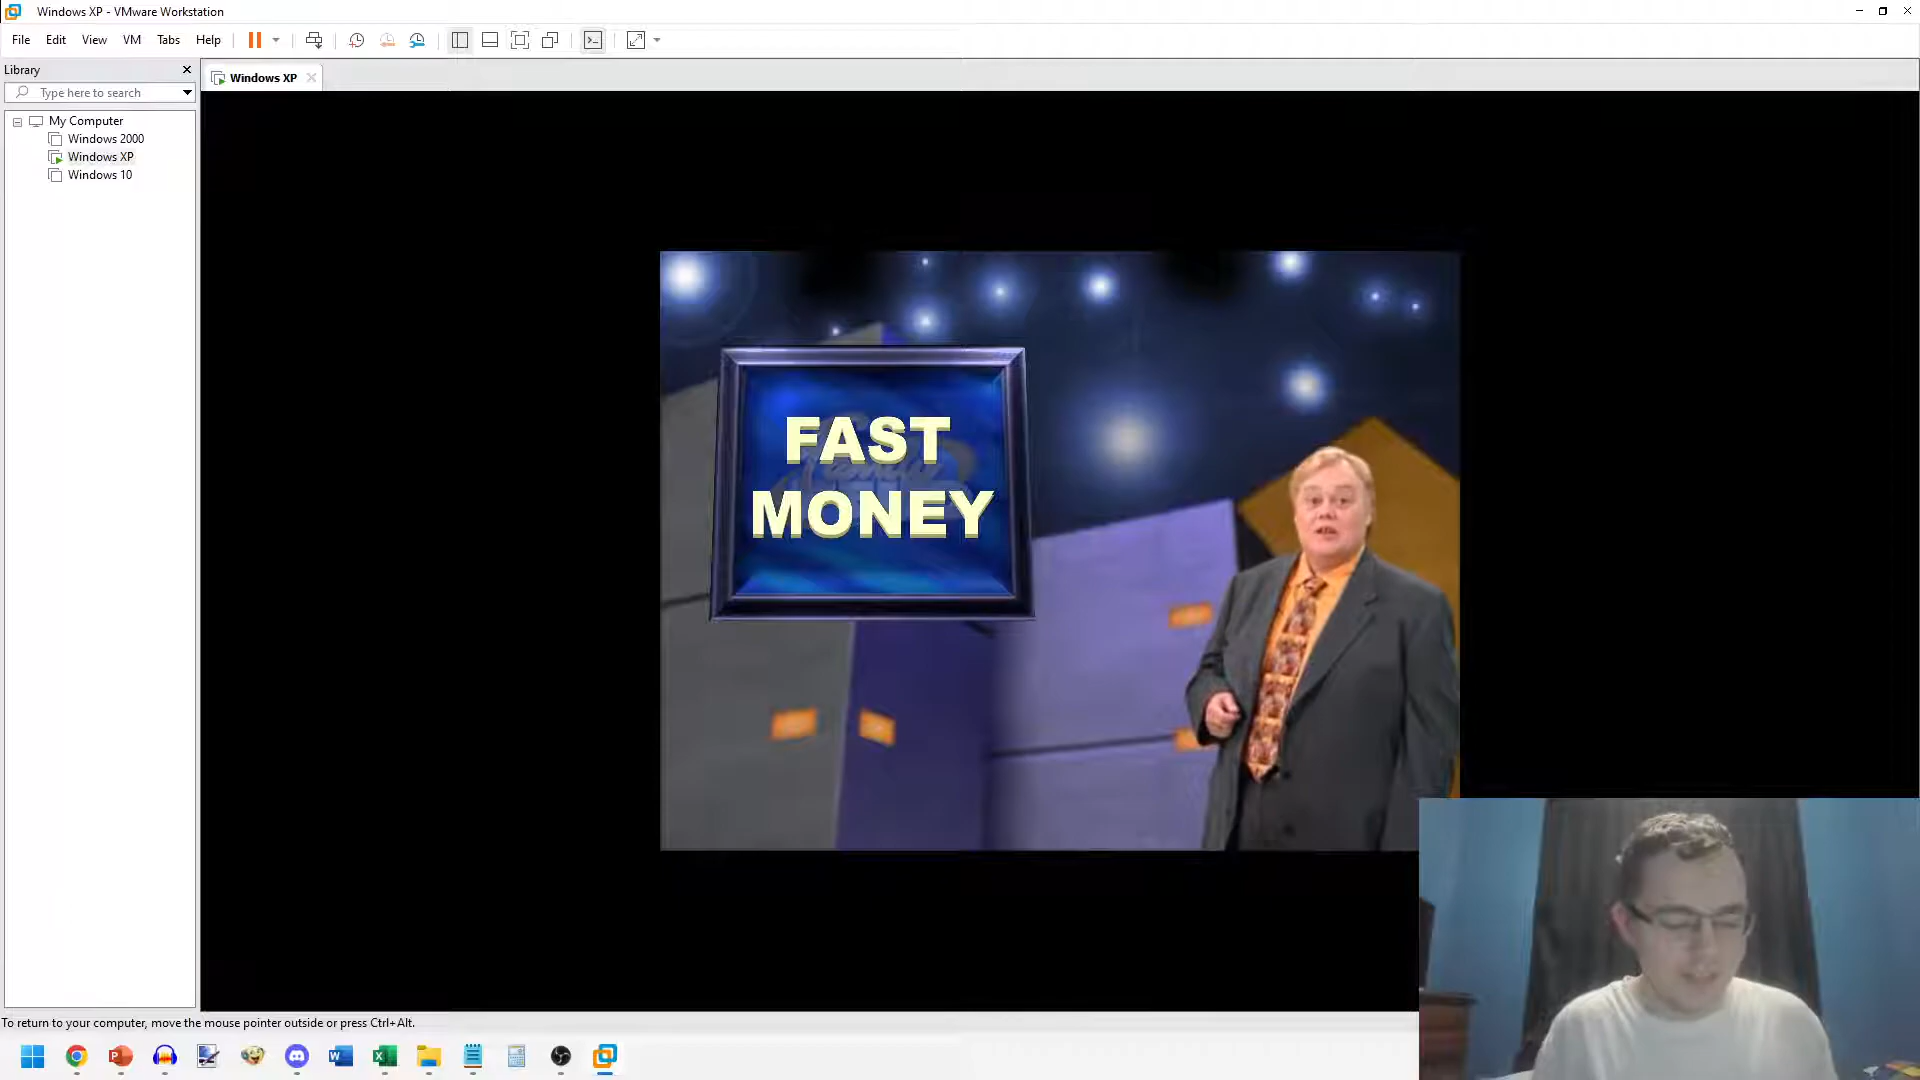 Windows XP - VMware Workstation
File Edit View VM Tabs Help
Library
Type here to search
My Computer
Windows 2000
Windows XP
Windows 10
Windows XP
FAST
MONEY
To return to your computer, move the mouse pointer outside or press Ctrl+Alt.